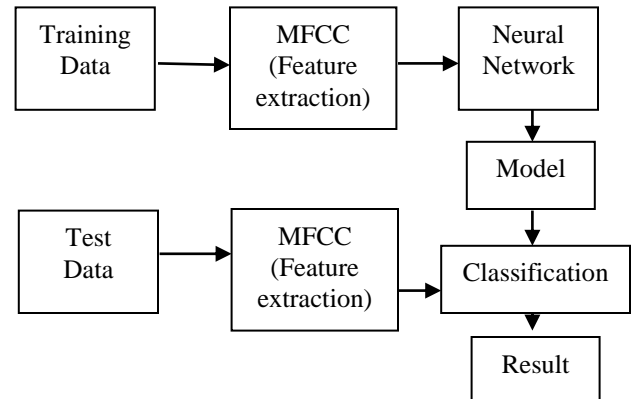 Training
Data
MFCC
(Feature
extraction)
Neural
Network
Model
Test
Data
MFCC
(Feature
extraction)
Classification
Result